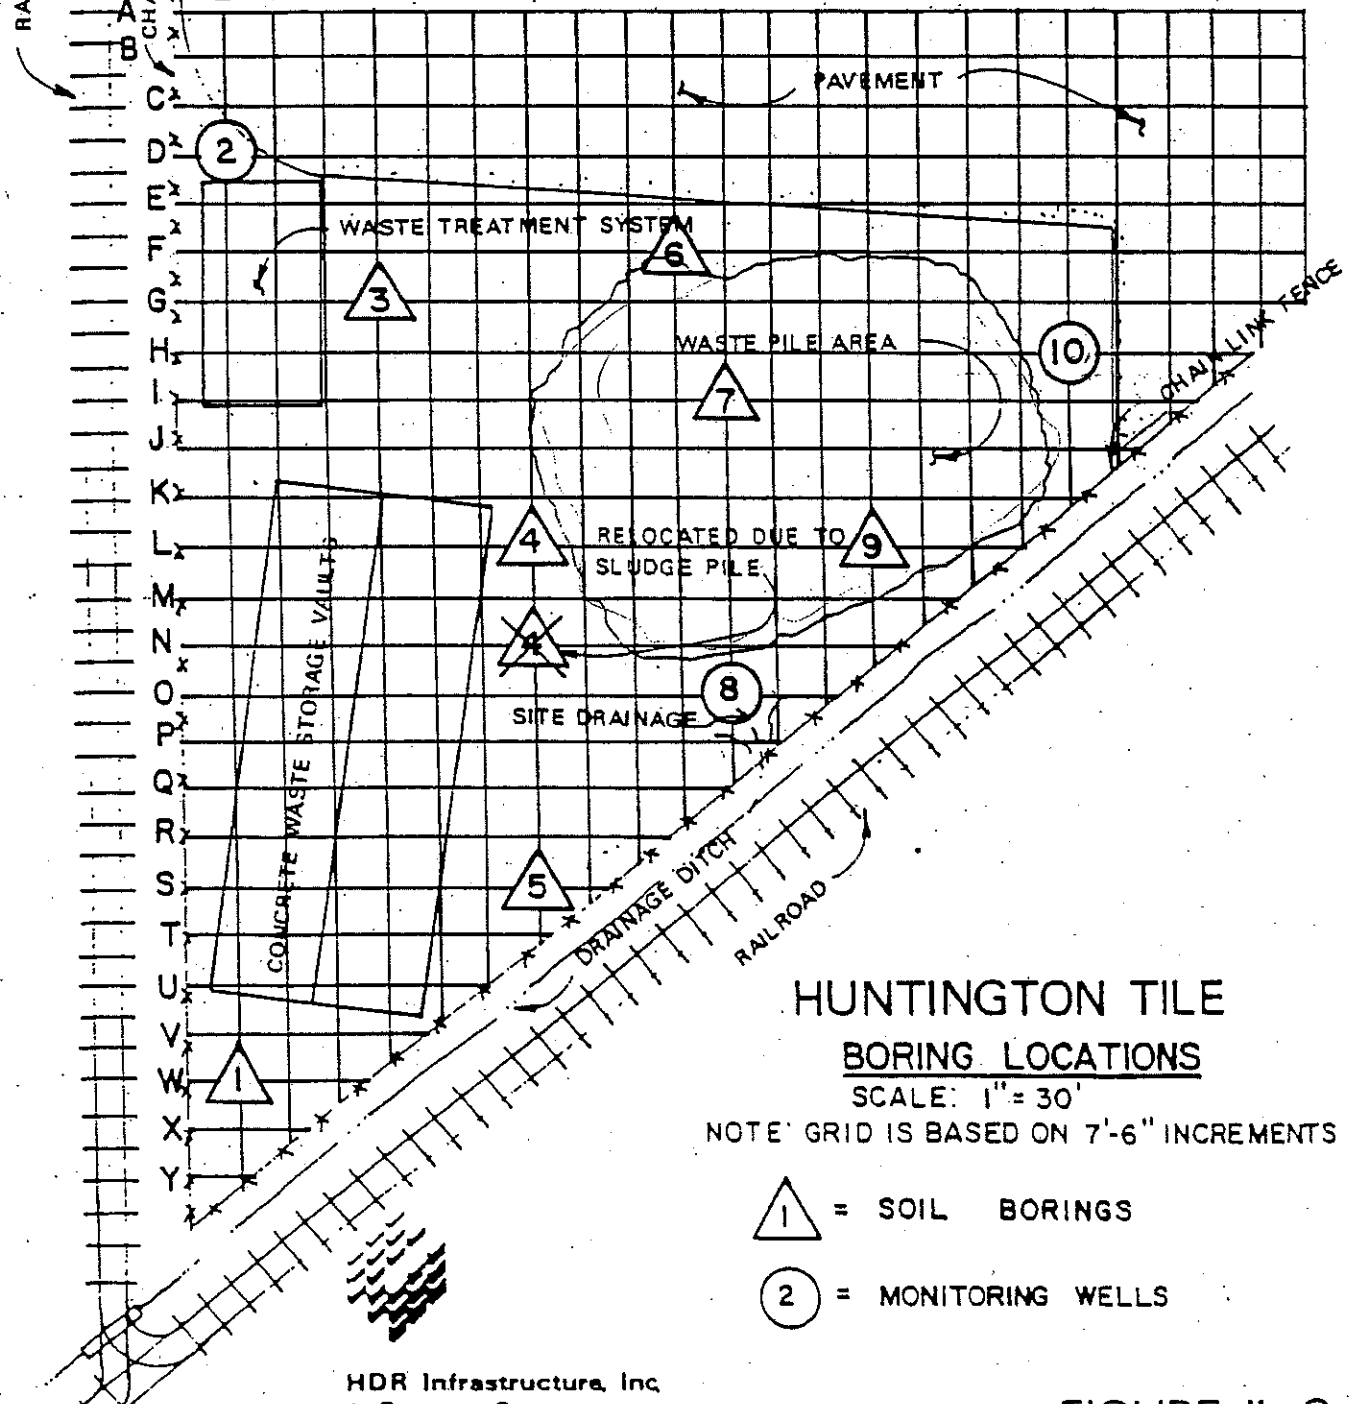 RA
CHA
A
B
C
D
E
F
G
H
I
J
K
L
M
N
O
P
Q
R
S
T
U
V
W
X
Y
PAVEMENT
2
WASTE TREATMENT SYSTEM
6
3
WASTE PILE AREA
10
7
CHAIN LINK FENCE
4
RELOCATED DUE TO
SLUDGE PILE
9
4
8
SITE DRAINAGE
CONCRETE WASTE STORAGE VAULTS
5
DRAINAGE DITCH
RAILROAD
1
HUNTINGTON TILE
BORING LOCATIONS
SCALE: 1" = 30'
NOTE: GRID IS BASED ON 7'-6" INCREMENTS
1 = SOIL BORINGS
2 = MONITORING WELLS
HDR Infrastructure, Inc